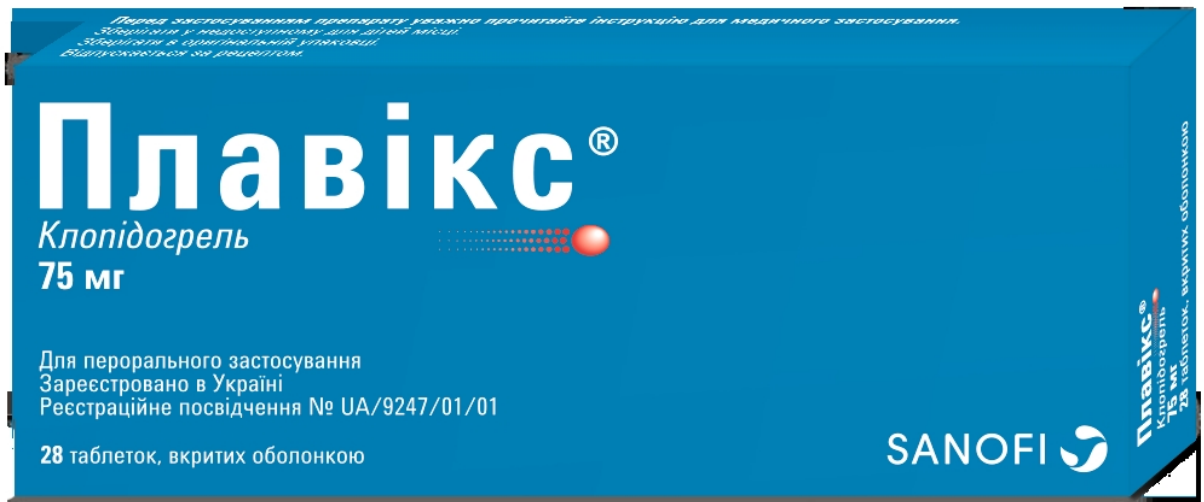 Перед застосуванням препарату уважно прочитайте інструкцію для медичного застосування.
Зберігати у недоступному для дітей місці.
Зберігати в оригінальній упаковці.
Відпускається за рецептом.
Плавікс®
Клопідогрель
75 мг
Для перорального застосування
Зареєстровано в Україні
Реєстраційне посвідчення № UA/9247/01/01
28 таблеток, вкритих оболонкою
SANOFI
Плавікс®
Клопідогрель
75 мг
28 таблеток, вкритих оболонкою